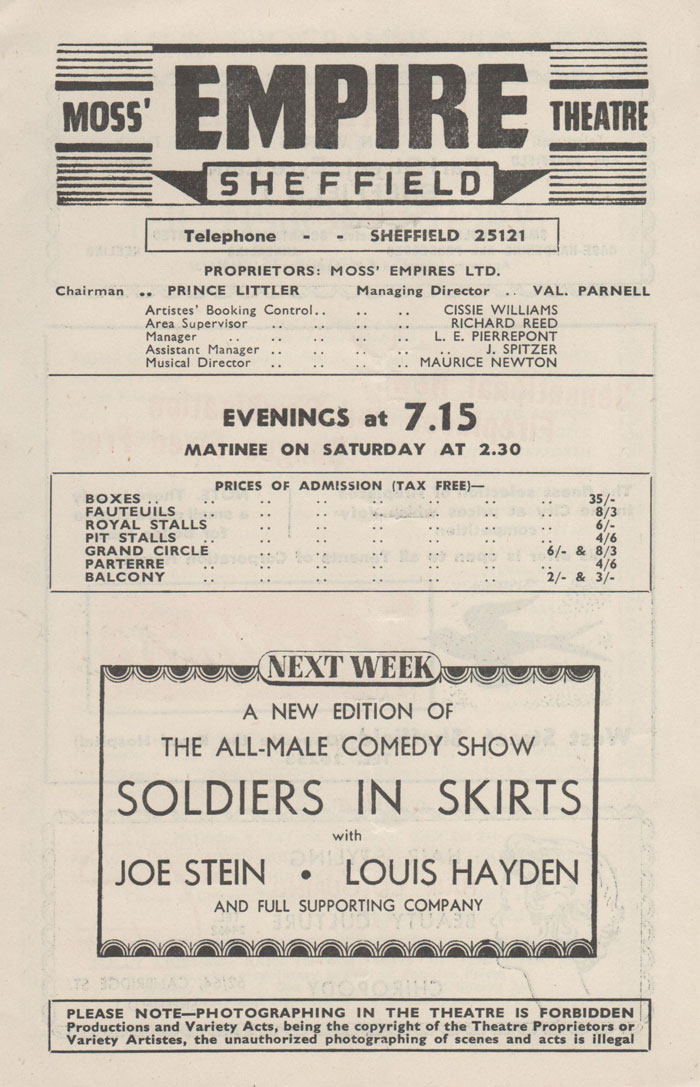 MOSS' EMPIRE THEATRE
SHEFFIELD
Telephone - - SHEFFIELD 25121
PROPRIETORS: MOSS' EMPIRES LTD.
Chairman .. PRINCE LITTLER Managing Director .. VAL. PARNELL
Artistes' Booking Control.. .. .. CISSIE WILLIAMS
Area Supervisor .. .. .. .. RICHARD REED
Manager .. .. .. .. .. L. E. PIERREPONT
Assistant Manager .. .. .. .. .. J. SPITZER
Musical Director .. .. .. .. MAURICE NEWTON
EVENINGS at 7.15
MATINEE ON SATURDAY AT 2.30
PRICES OF ADMISSION (TAX FREE)—
BOXES .. .. .. .. .. .. .. 35/-
FAUTEUILS .. .. .. .. .. .. 8/3
ROYAL STALLS .. .. .. .. .. .. 6/-
PIT STALLS .. .. .. .. .. .. .. 4/6
GRAND CIRCLE .. .. .. .. .. 6/- & 8/3
PARTERRE .. .. .. .. .. .. .. 4/6
BALCONY .. .. .. .. .. .. 2/- & 3/-
NEXT WEEK
A NEW EDITION OF
THE ALL-MALE COMEDY SHOW
SOLDIERS IN SKIRTS
with
JOE STEIN • LOUIS HAYDEN
AND FULL SUPPORTING COMPANY
PLEASE NOTE—PHOTOGRAPHING IN THE THEATRE IS FORBIDDEN
Productions and Variety Acts, being the copyright of the Theatre Proprietors or
Variety Artistes, the unauthorized photographing of scenes and acts is illegal